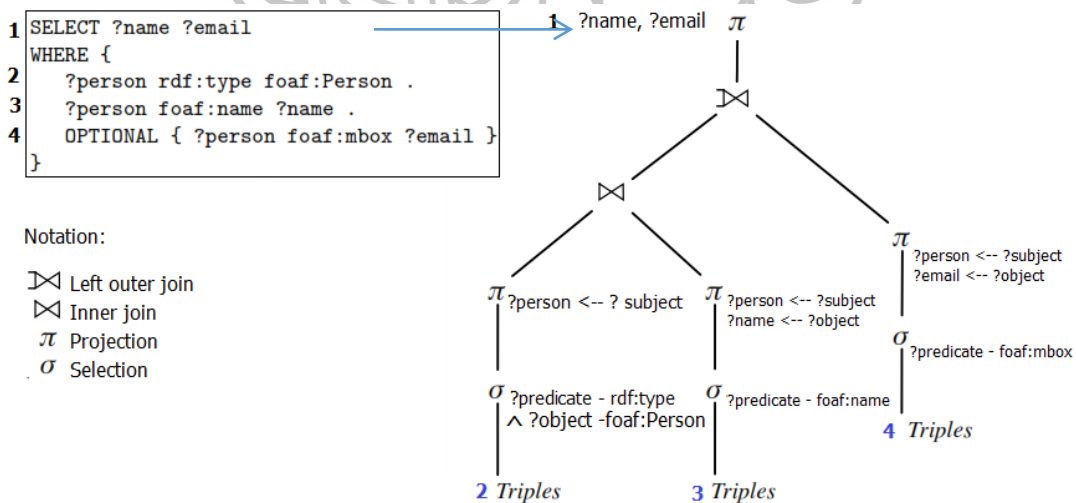 1 SELECT ?name ?email
WHERE {
2 ?person rdf:type foaf:Person .
3 ?person foaf:name ?name .
4 OPTIONAL { ?person foaf:mbox ?email }
}
Notation:
Left outer join
⋈ Inner join
π Projection
. σ Selection
1 ?name, ?email π
⋈
π ?person <-- ? subject
σ ?predicate - rdf:type
∧ ?object -foaf:Person
2 Triples
π ?person <-- ?subject
?name <-- ?object
σ ?predicate - foaf:name
3 Triples
π ?person <-- ?subject
?email <-- ?object
σ ?predicate - foaf:mbox
4 Triples